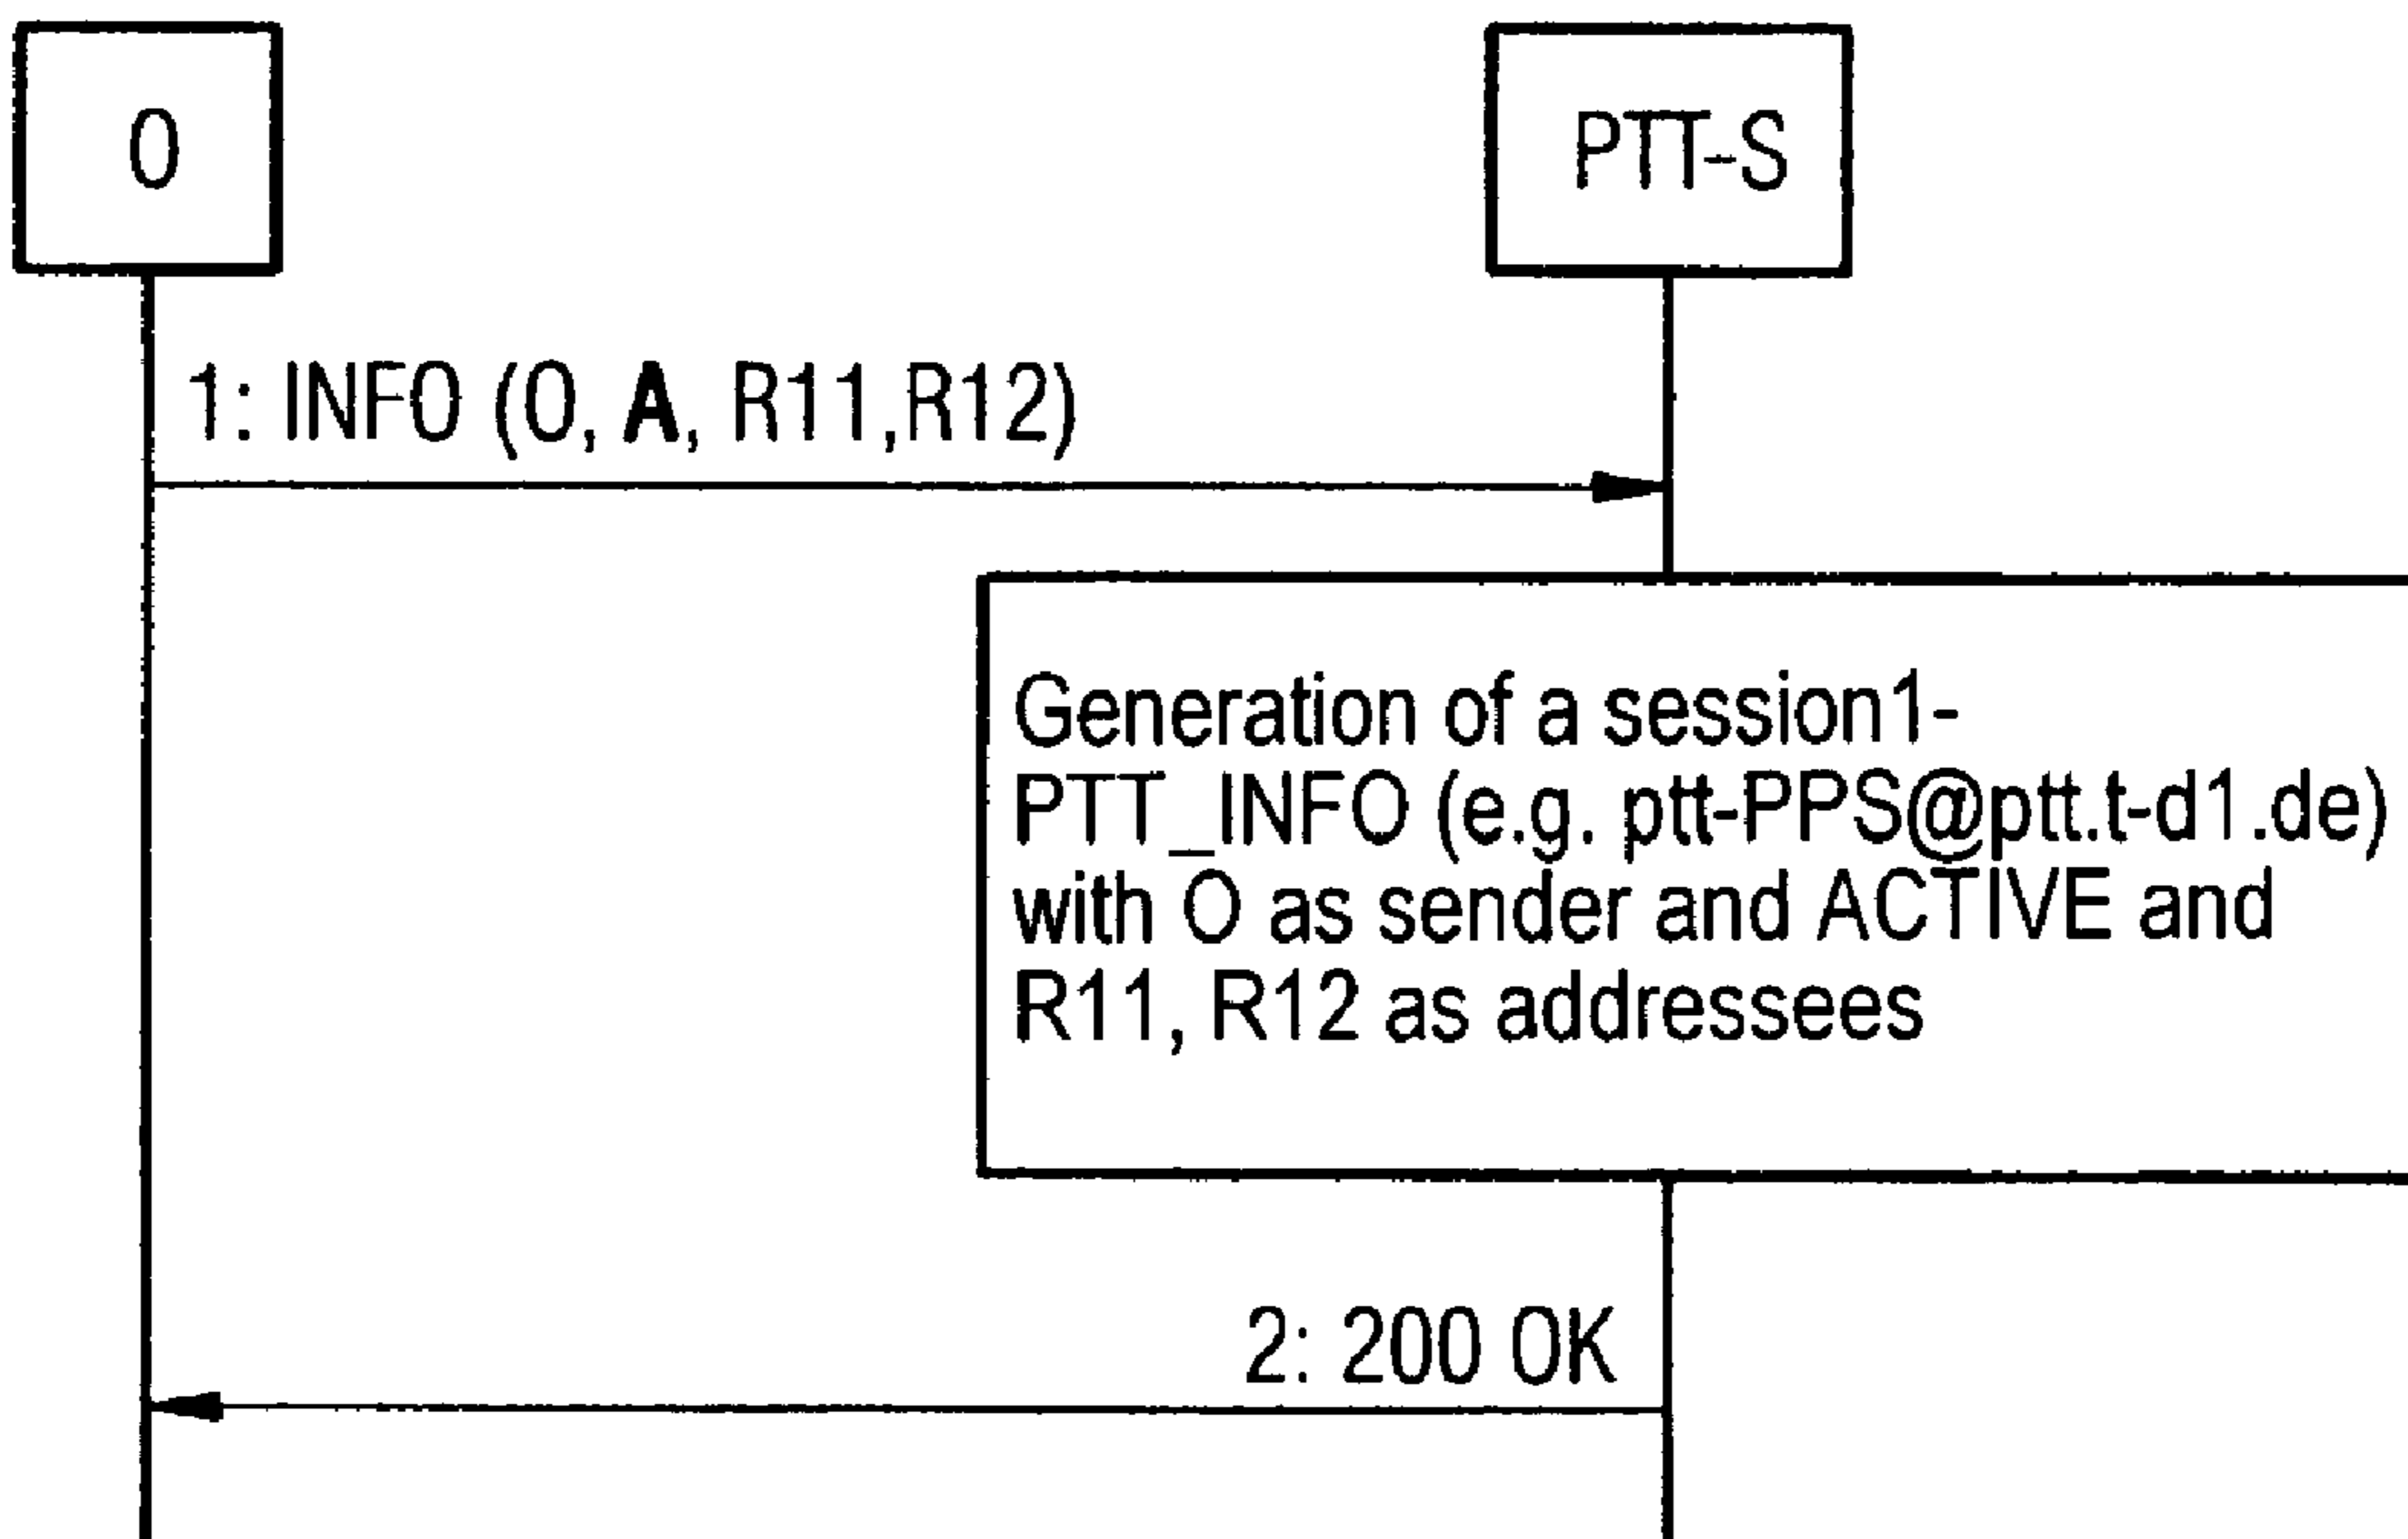 O
PTT-S
1: INFO (O, A, R11,R12)
Generation of a session1-
PTT_INFO (e.g. ptt-PPS@ptt.t-d1.de)
with O as sender and ACTIVE and
R11, R12 as addressees
2: 200 OK